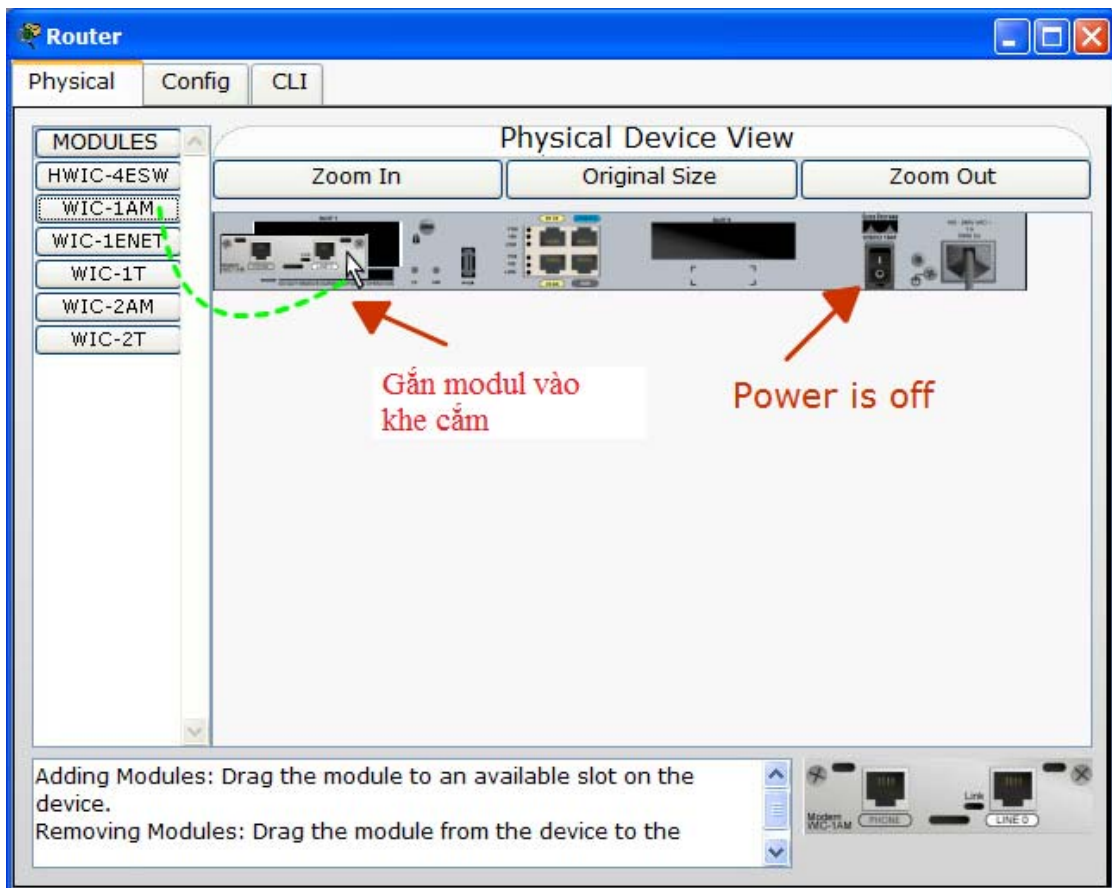 Router
Physical
Config
CLI
MODULES
HWIC-4ESW
WIC-1AM
WIC-1ENET
WIC-1T
WIC-2AM
WIC-2T
Physical Device View
Zoom In
Original Size
Zoom Out
Gắn modul vào
khe cắm
Power is off
Adding Modules: Drag the module to an available slot on the
device.
Removing Modules: Drag the module from the device to the
Link
Modem
WIC-1AM
PHONE
LINE 0